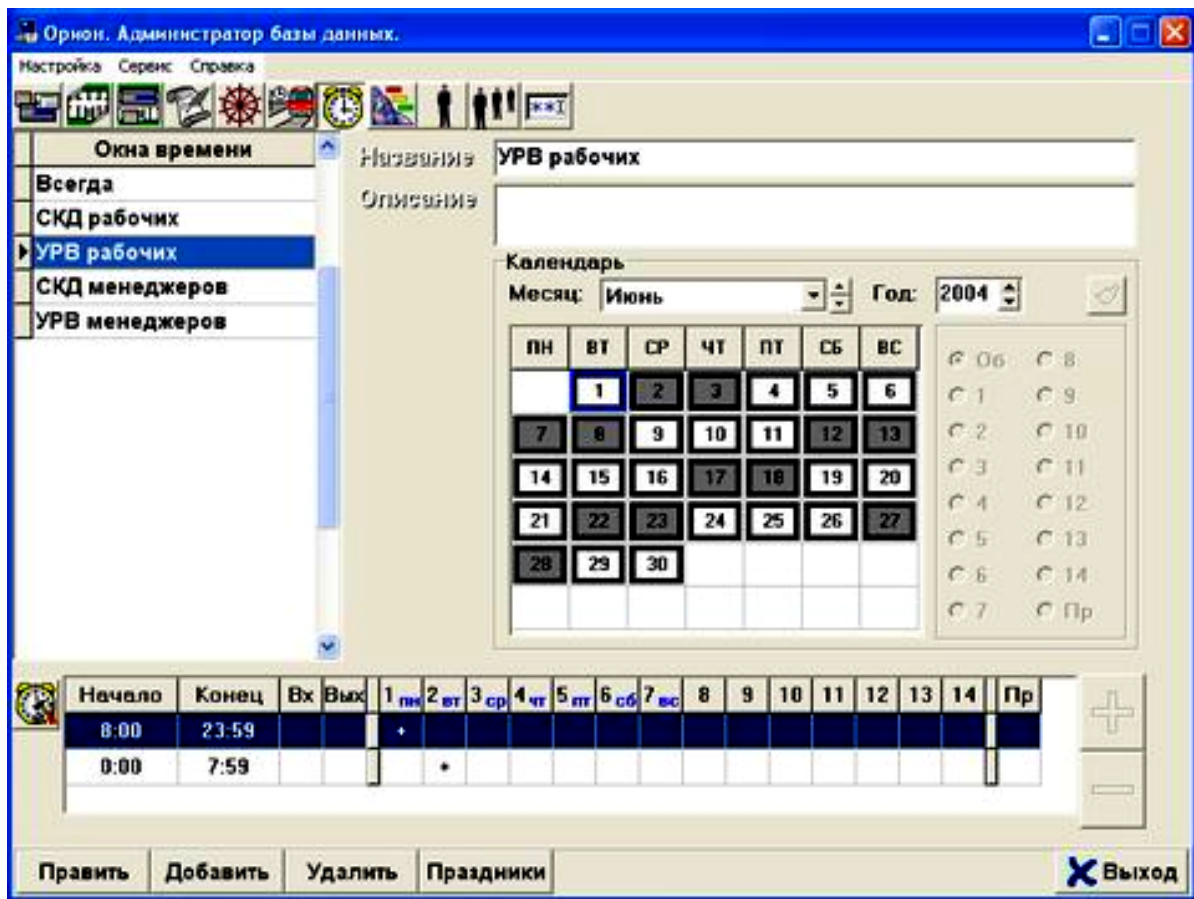 Орион. Администратор базы данных.
Настройка Сервис Справка
Окна времени
Всегда
СКД рабочих
УРВ рабочих
СКД менеджеров
УРВ менеджеров
Название УРВ рабочих
Описание
Календарь
Месяц: Июнь Год: 2004
ПН ВТ СР ЧТ ПТ СБ ВС
1 2 3 4 5 6
7 8 9 10 11 12 13
14 15 16 17 18 19 20
21 22 23 24 25 26 27
28 29 30
Об 8
1 9
2 10
3 11
4 12
5 13
6 14
7 Пр
Начало Конец Вх Вых 1 пн 2 вт 3 ср 4 чт 5 пт 6 сб 7 вс 8 9 10 11 12 13 14 Пр
8:00 23:59 +
0:00 7:59 *
Править Добавить Удалить Праздники Выход